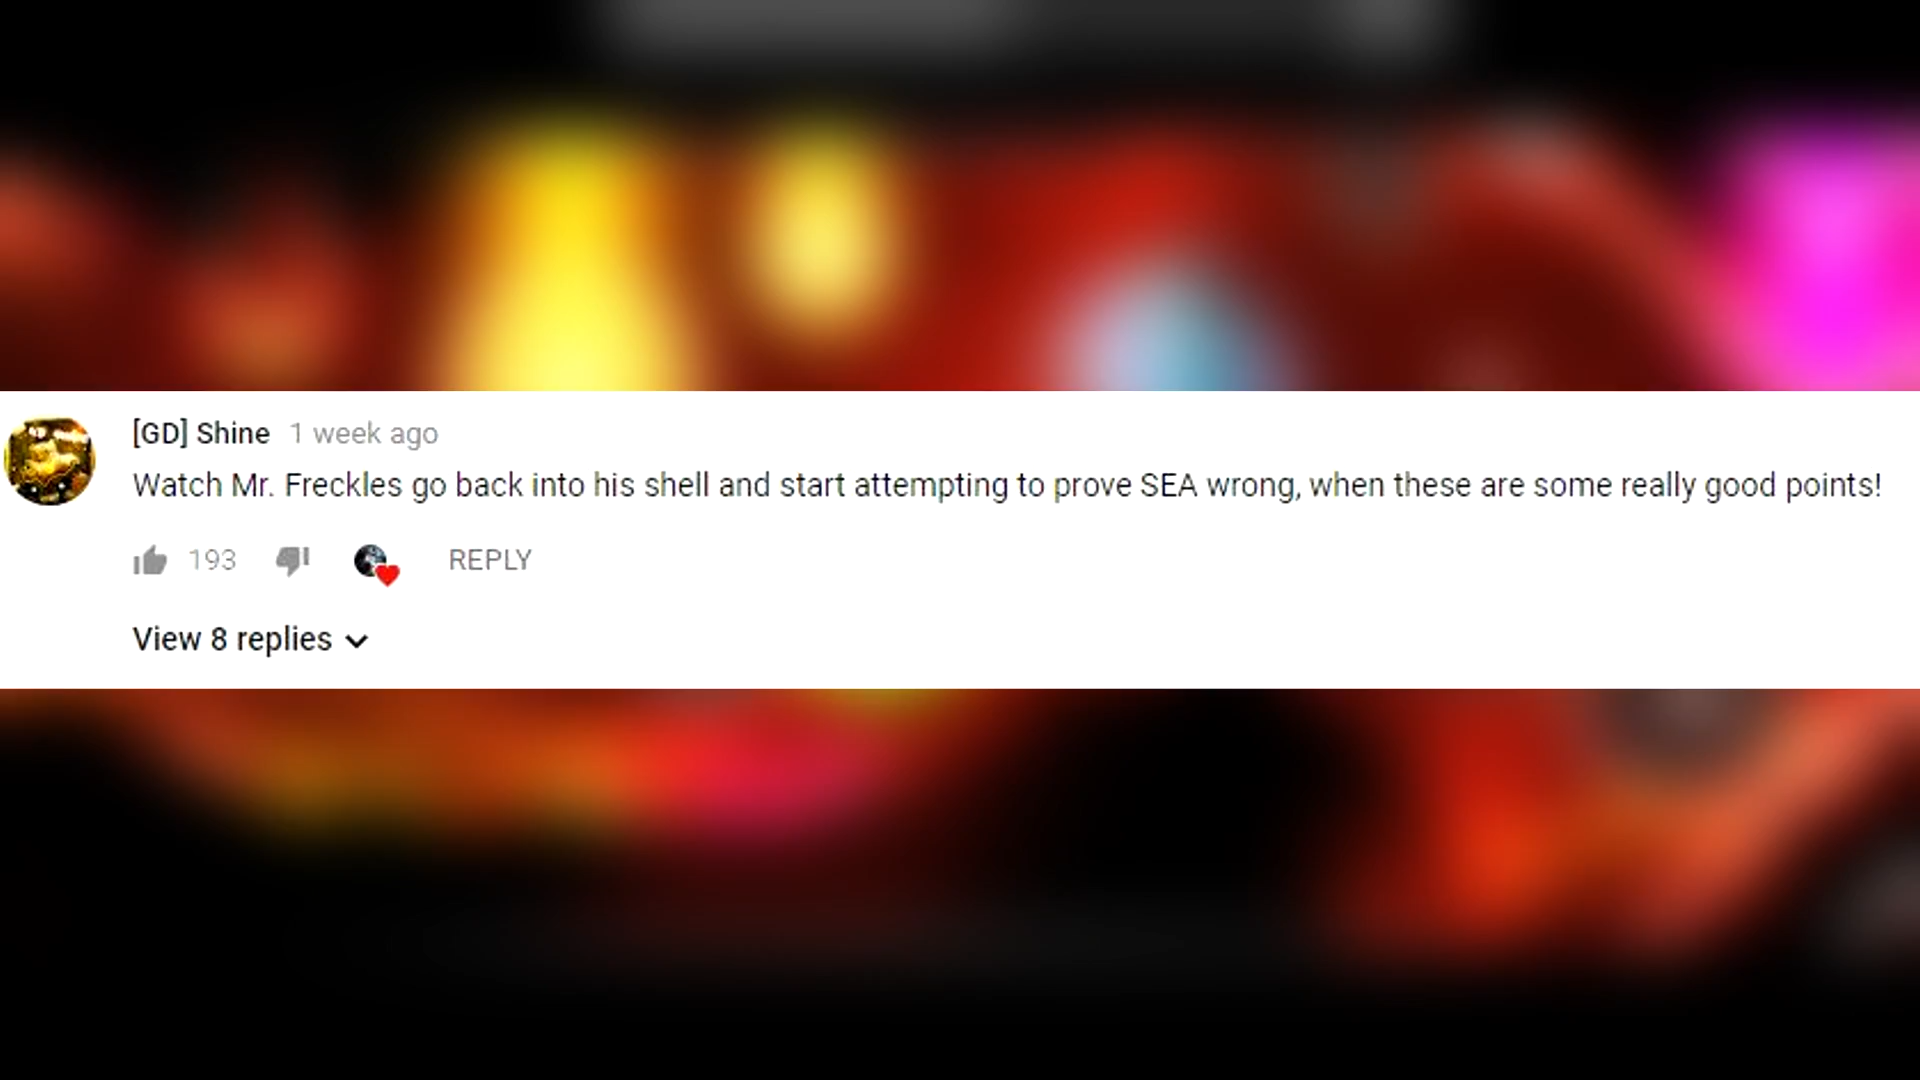 [GD] Shine 1 week ago
Watch Mr. Freckles go back into his shell and start attempting to prove SEA wrong, when these are some really good points!
193 REPLY
View 8 replies